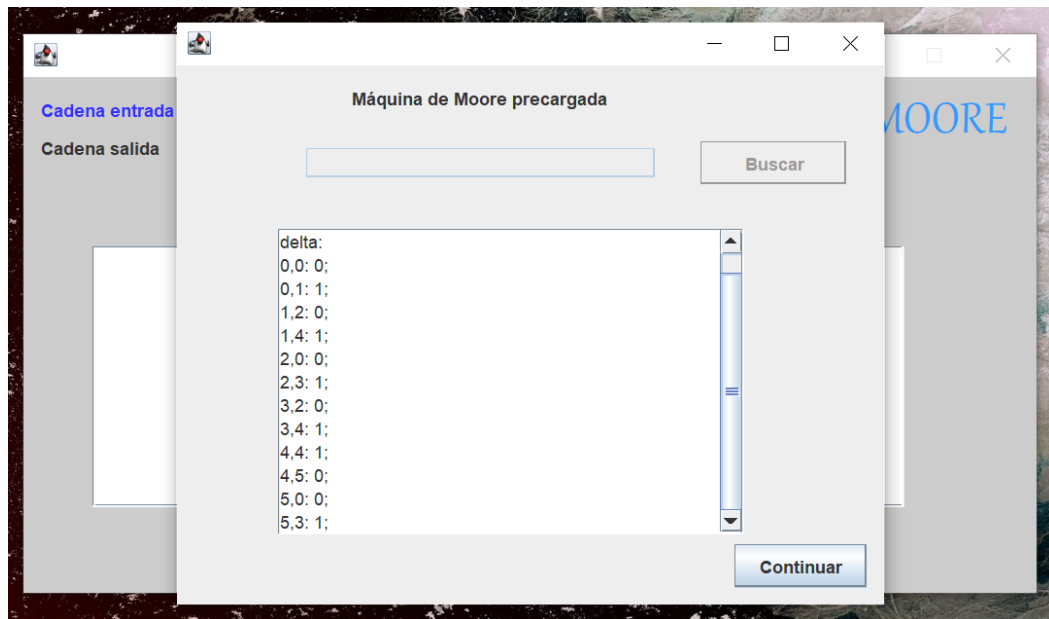 Cadena entrada
Cadena salida
MOORE
Máquina de Moore precargada
Buscar
delta:
0,0: 0;
0,1: 1;
1,2: 0;
1,4: 1;
2,0: 0;
2,3: 1;
3,2: 0;
3,4: 1;
4,4: 1;
4,5: 0;
5,0: 0;
5,3: 1;
Continuar